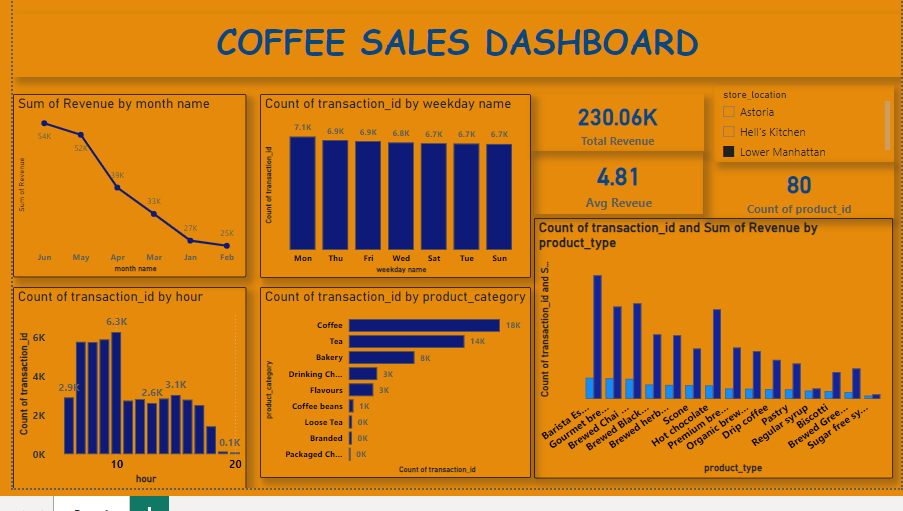 COFFEE SALES DASHBOARD
Sum of Revenue by month name
Sum of Revenue
54K
52K
39K
33K
27K
25K
Jun May Apr Mar Jan Feb
month name
Count of transaction_id by weekday name
Count of transaction_id
7.1K 6.9K 6.9K 6.8K 6.7K 6.7K 6.7K
Mon Thu Fri Wed Sat Tue Sun
weekday name
230.06K
Total Revenue
4.81
Avg Reveue
store_location
Astoria
Hell's Kitchen
Lower Manhattan
80
Count of product_id
Count of transaction_id by hour
Count of transaction_id
6K
4K
2K
0K
2.9K
6.3K
2.6K
3.1K
0.1K
10 20
hour
Count of transaction_id by product_category
product_category
Coffee 18K
Tea 14K
Bakery 8K
Drinking Ch... 3K
Flavours 3K
Coffee beans 1K
Loose Tea 0K
Branded 0K
Packaged Ch... 0K
Count of transaction_id
Count of transaction_id and Sum of Revenue by
product_type
Count of transaction_id and S...
Barista Es...
Gourmet bre...
Brewed Chai ...
Brewed Black...
Brewed herb...
Scone
Hot chocolate
Premium bre...
Organic brew...
Drip coffee
Pastry
Regular syrup
Biscotti
Brewed Gree...
Sugar free sy...
product_type